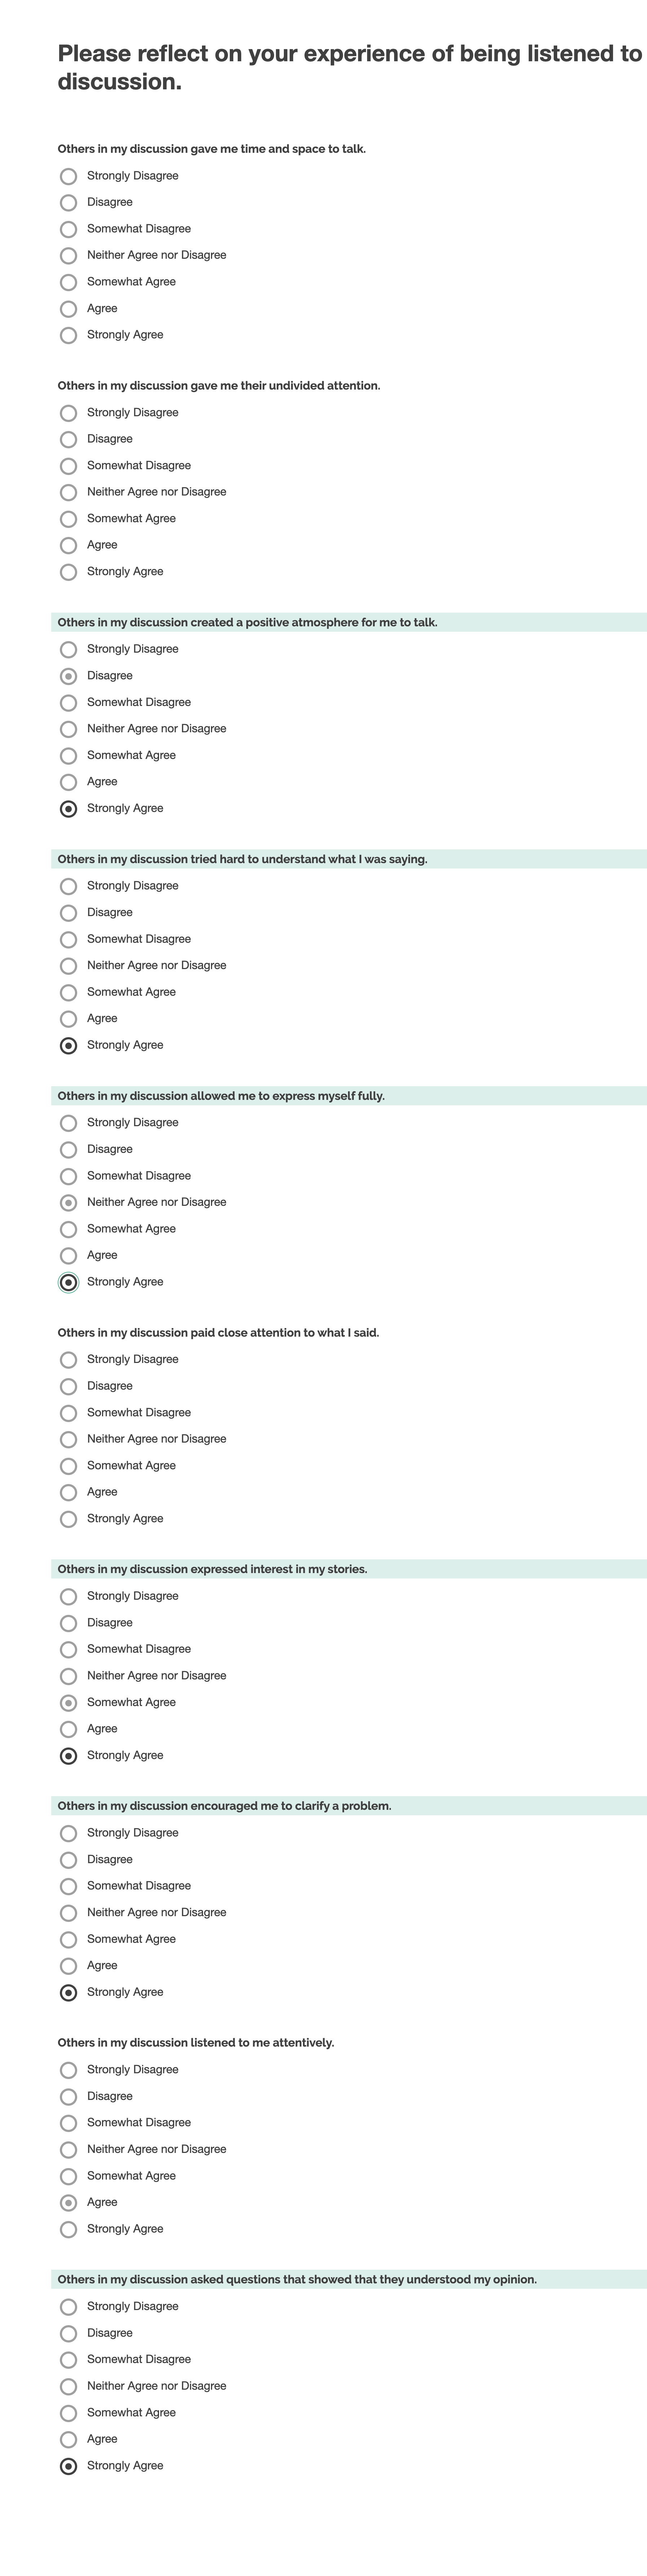 Please reflect on your experience of being listened to
discussion.
Others in my discussion gave me time and space to talk.
Strongly Disagree
Disagree
Somewhat Disagree
Neither Agree nor Disagree
Somewhat Agree
Agree
Strongly Agree
Others in my discussion gave me their undivided attention.
Strongly Disagree
Disagree
Somewhat Disagree
Neither Agree nor Disagree
Somewhat Agree
Agree
Strongly Agree
Others in my discussion created a positive atmosphere for me to talk.
Strongly Disagree
Disagree
Somewhat Disagree
Neither Agree nor Disagree
Somewhat Agree
Agree
Strongly Agree
Others in my discussion tried hard to understand what I was saying.
Strongly Disagree
Disagree
Somewhat Disagree
Neither Agree nor Disagree
Somewhat Agree
Agree
Strongly Agree
Others in my discussion allowed me to express myself fully.
Strongly Disagree
Disagree
Somewhat Disagree
Neither Agree nor Disagree
Somewhat Agree
Agree
Strongly Agree
Others in my discussion paid close attention to what I said.
Strongly Disagree
Disagree
Somewhat Disagree
Neither Agree nor Disagree
Somewhat Agree
Agree
Strongly Agree
Others in my discussion expressed interest in my stories.
Strongly Disagree
Disagree
Somewhat Disagree
Neither Agree nor Disagree
Somewhat Agree
Agree
Strongly Agree
Others in my discussion encouraged me to clarify a problem.
Strongly Disagree
Disagree
Somewhat Disagree
Neither Agree nor Disagree
Somewhat Agree
Agree
Strongly Agree
Others in my discussion listened to me attentively.
Strongly Disagree
Disagree
Somewhat Disagree
Neither Agree nor Disagree
Somewhat Agree
Agree
Strongly Agree
Others in my discussion asked questions that showed that they understood my opinion.
Strongly Disagree
Disagree
Somewhat Disagree
Neither Agree nor Disagree
Somewhat Agree
Agree
Strongly Agree